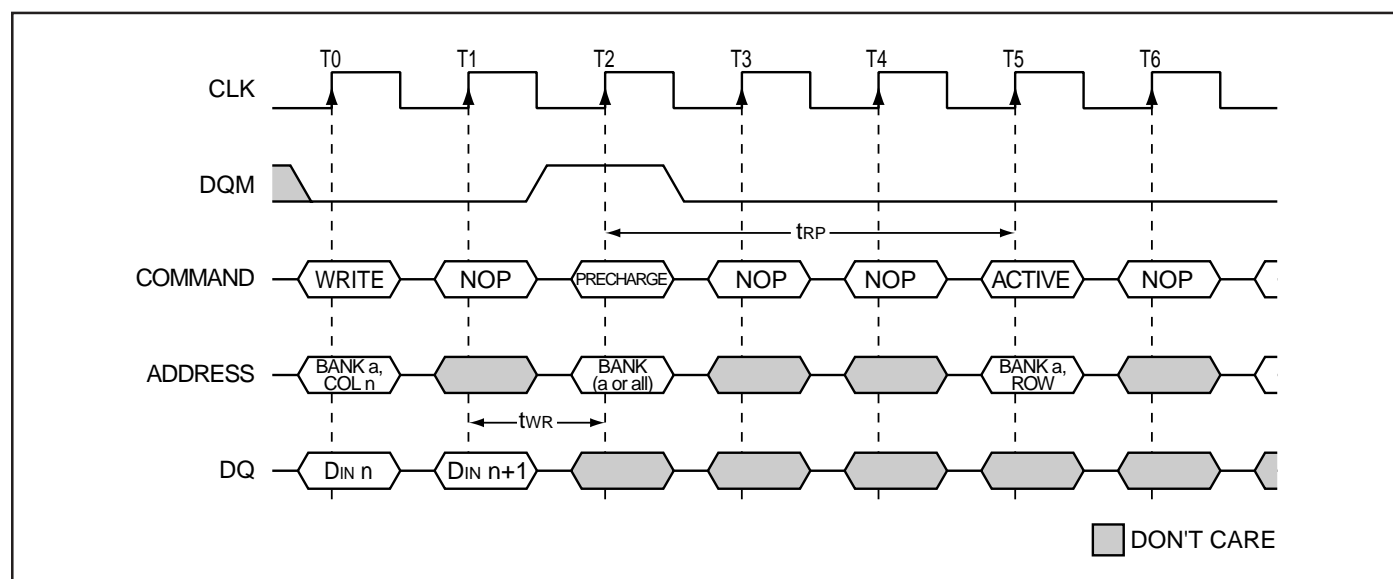 T0 T1 T2 T3 T4 T5 T6
CLK
DQM
tRP
COMMAND WRITE NOP PRECHARGE NOP NOP ACTIVE NOP
ADDRESS BANK a, COL n BANK (a or all) BANK a, ROW
tWR
DQ DIN n DIN n+1
DON'T CARE